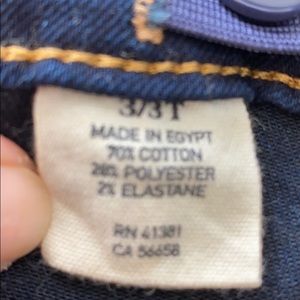 3/3T
MADE IN EGYPT
70% COTTON
28% POLYESTER
2% ELASTANE
RN 41381
CA 56658